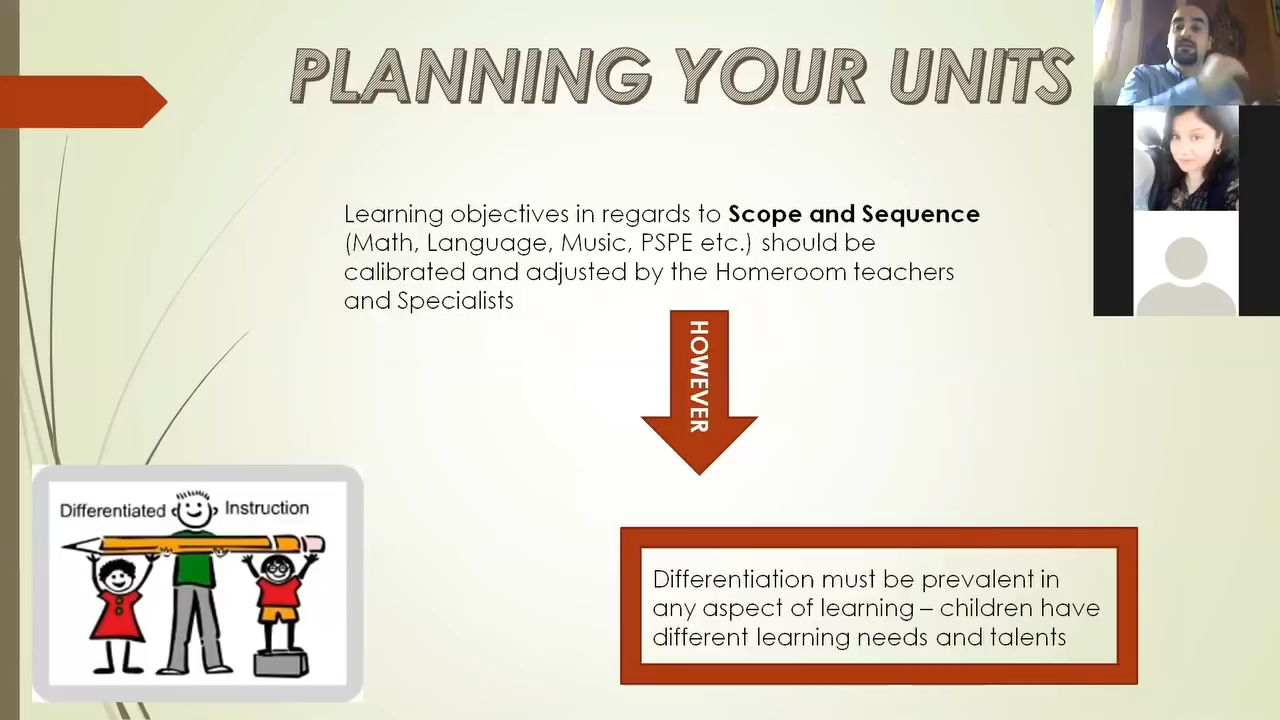 PLANNING YOUR UNITS
Learning objectives in regards to Scope and Sequence
(Math, Language, Music, PSPE etc.) should be
calibrated and adjusted by the Homeroom teachers
and Specialists
HOWEVER
Differentiated Instruction
Differentiation must be prevalent in
any aspect of learning – children have
different learning needs and talents